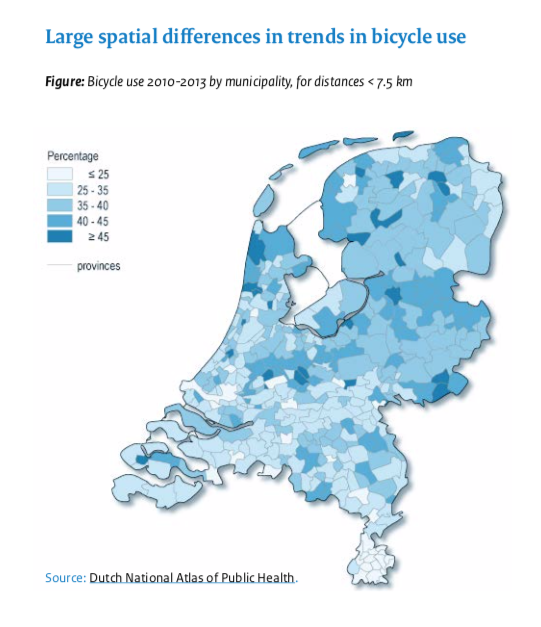 Large spatial differences in trends in bicycle use
Figure: Bicycle use 2010-2013 by municipality, for distances < 7.5 km
Percentage
≤ 25
25 - 35
35 - 40
40 - 45
≥ 45
provinces
Source: Dutch National Atlas of Public Health.